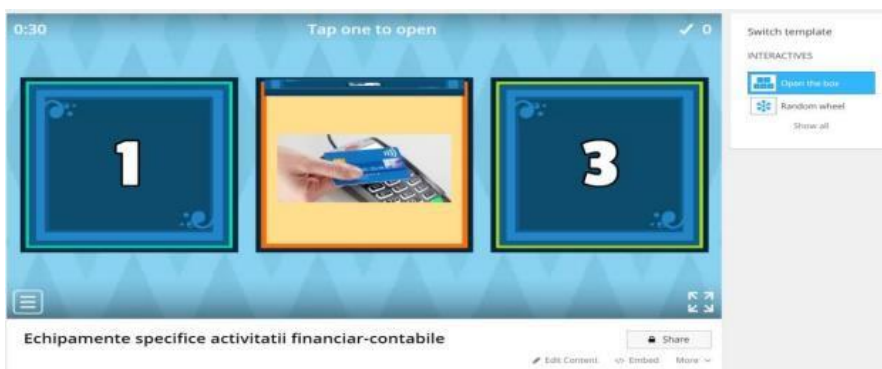 0:30
Tap one to open
✓ 0
1
3
Echipamente specifice activitatii financiar-contabile
Share
Edit Content
Embed
More
Switch template
INTERACTIVES
Open the box
Random wheel
Show all